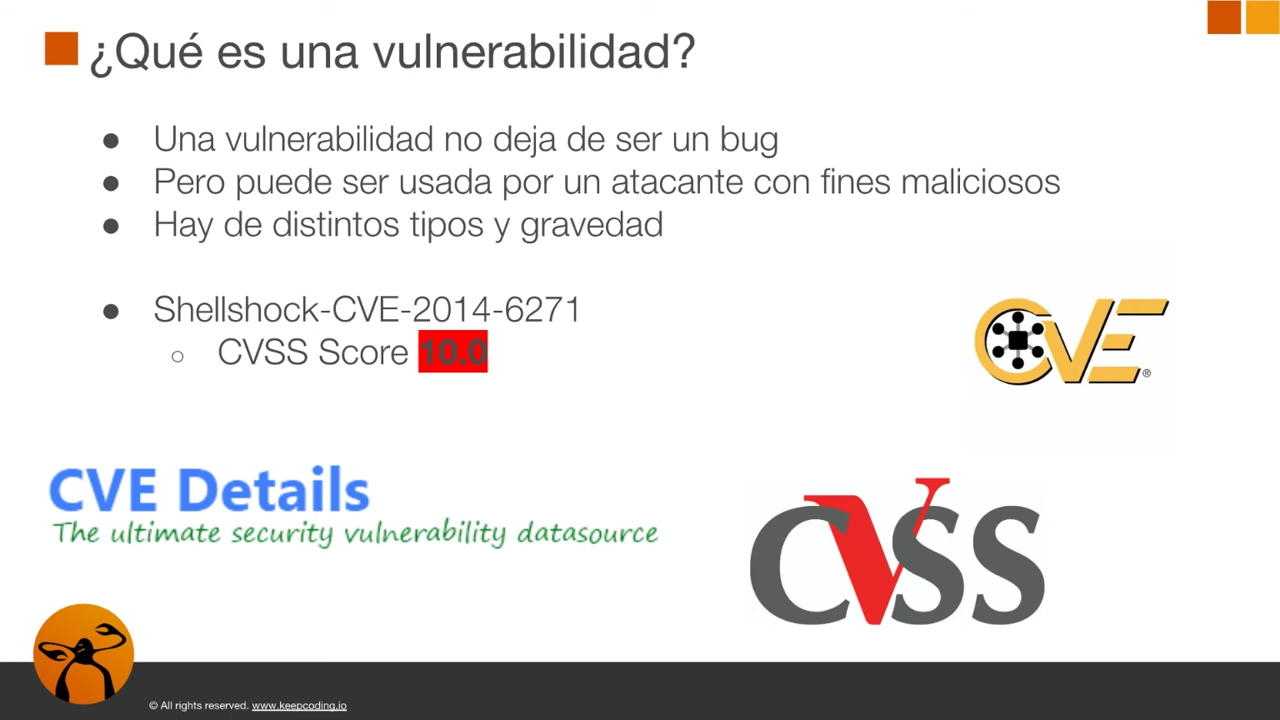 ¿Qué es una vulnerabilidad?
● Una vulnerabilidad no deja de ser un bug
● Pero puede ser usada por un atacante con fines maliciosos
● Hay de distintos tipos y gravedad
● Shellshock-CVE-2014-6271
○ CVSS Score 10.0
CVE®
CVE Details
The ultimate security vulnerability datasource
CVSS
© All rights reserved. www.keepcoding.io